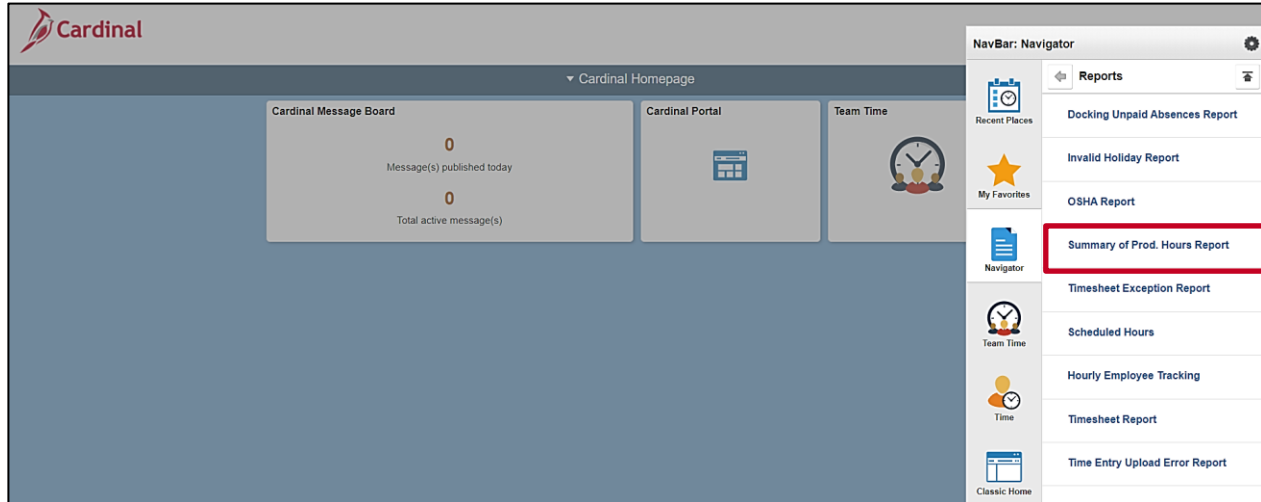 Cardinal
NavBar: Navigator
Cardinal Homepage
Reports
Cardinal Message Board
0
Message(s) published today
0
Total active message(s)
Cardinal Portal
Team Time
Recent Places
My Favorites
Navigator
Team Time
Time
Classic Home
Docking Unpaid Absences Report
Invalid Holiday Report
OSHA Report
Summary of Prod. Hours Report
Timesheet Exception Report
Scheduled Hours
Hourly Employee Tracking
Timesheet Report
Time Entry Upload Error Report